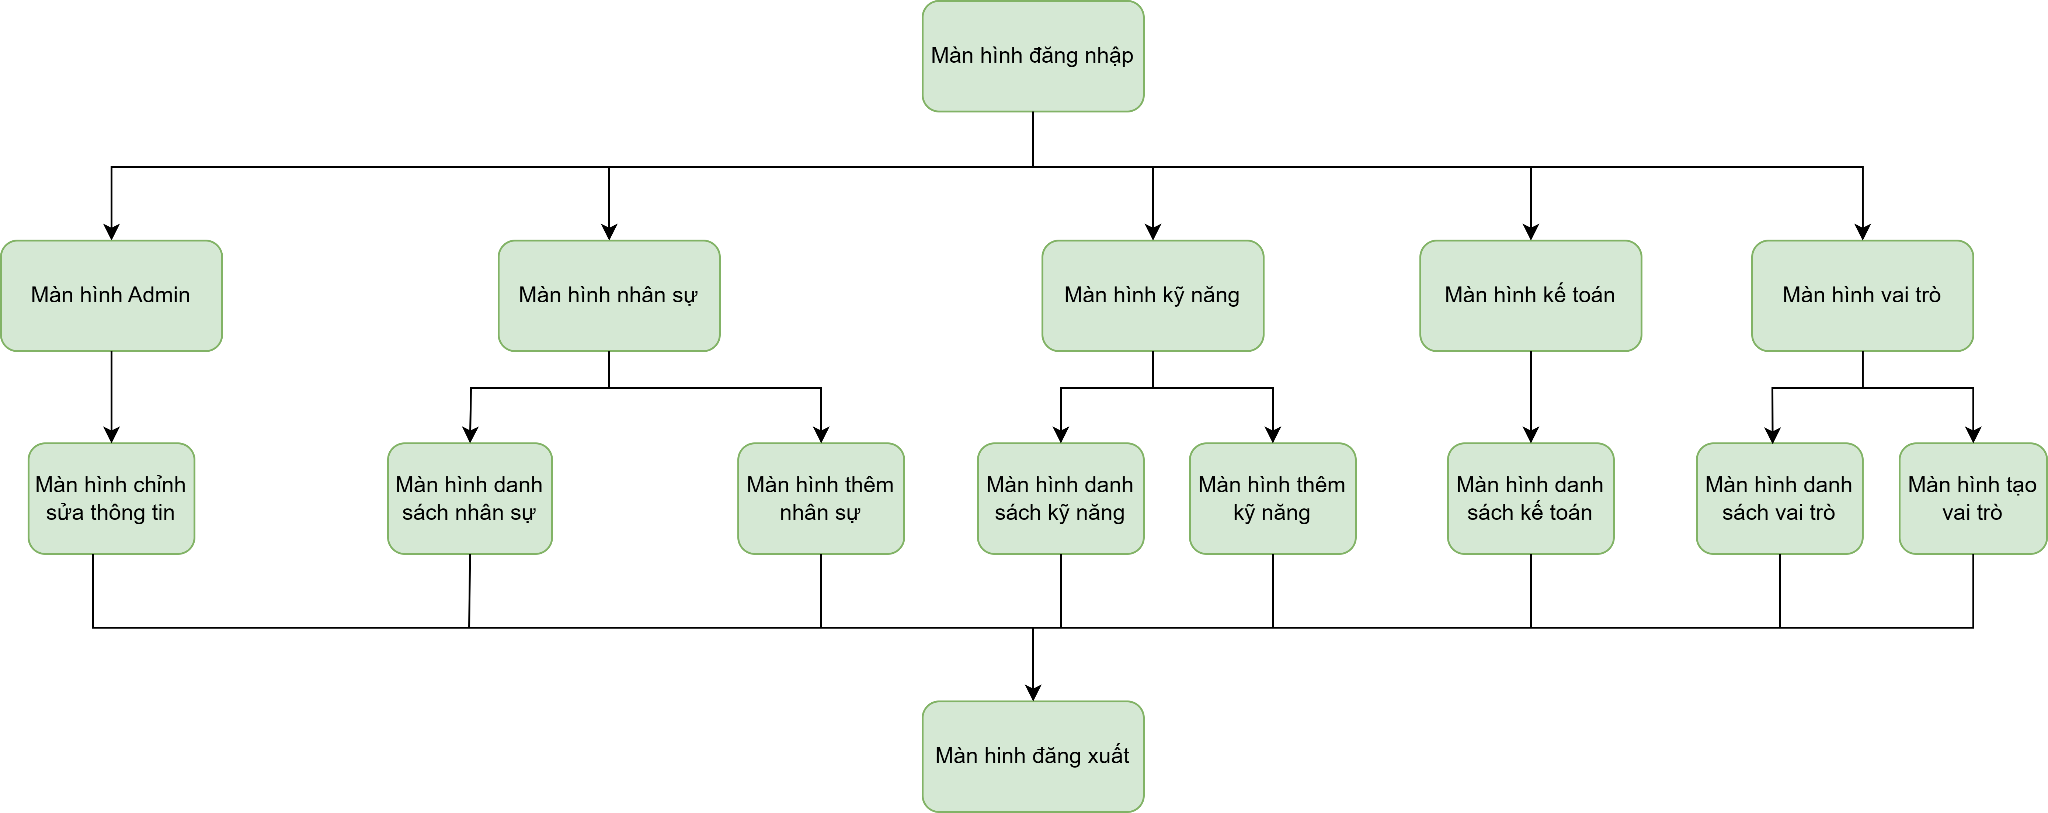 Màn hình đăng nhập
Màn hình Admin
Màn hình nhân sự
Màn hình kỹ năng
Màn hình kế toán
Màn hình vai trò
Màn hình chỉnh
sửa thông tin
Màn hình danh
sách nhân sự
Màn hình thêm
nhân sự
Màn hình danh
sách kỹ năng
Màn hình thêm
kỹ năng
Màn hình danh
sách kế toán
Màn hình danh
sách vai trò
Màn hình tạo
vai trò
Màn hinh đăng xuất